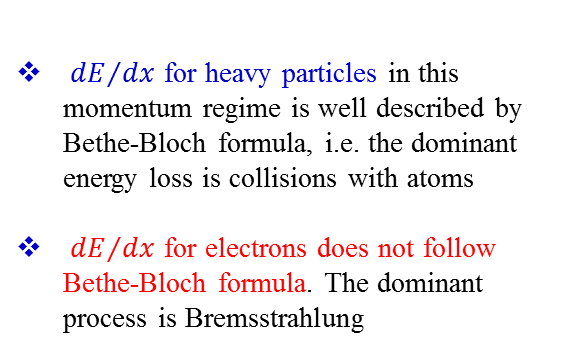 ❖ dE/dx for heavy particles in this
momentum regime is well described by
Bethe-Bloch formula, i.e. the dominant
energy loss is collisions with atoms
❖ dE/dx for electrons does not follow
Bethe-Bloch formula. The dominant
process is Bremsstrahlung